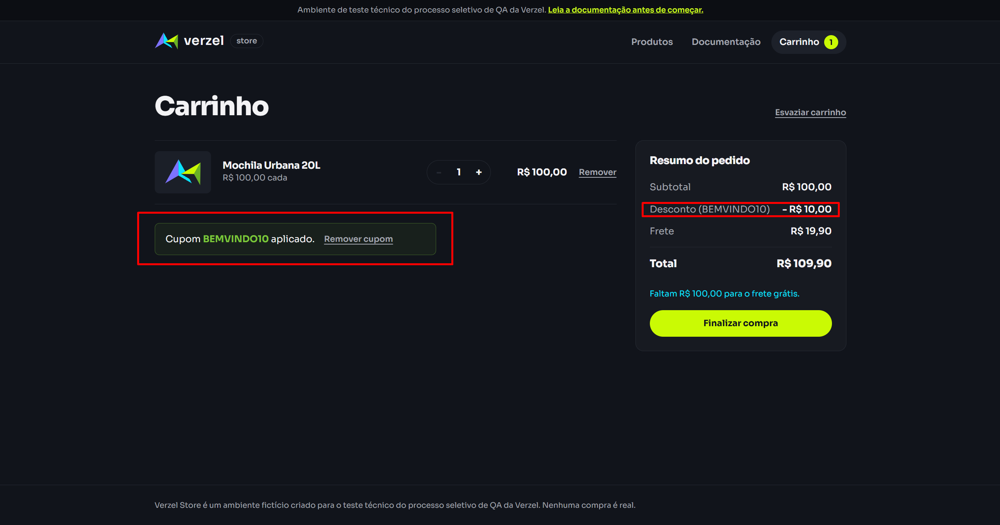 Ambiente de teste técnico do processo seletivo de QA da Verzel. Leia a documentação antes de começar.
verzel store
Produtos
Documentação
Carrinho 1
Carrinho
Esvaziar carrinho
Mochila Urbana 20L
R$ 100,00 cada
- 1 +
R$ 100,00
Remover
Cupom BEMVINDO10 aplicado. Remover cupom
Resumo do pedido
Subtotal R$ 100,00
Desconto (BEMVINDO10) - R$ 10,00
Frete R$ 19,90
Total R$ 109,90
Faltam R$ 100,00 para o frete grátis.
Finalizar compra
Verzel Store é um ambiente fictício criado para o teste técnico do processo seletivo de QA da Verzel. Nenhuma compra é real.